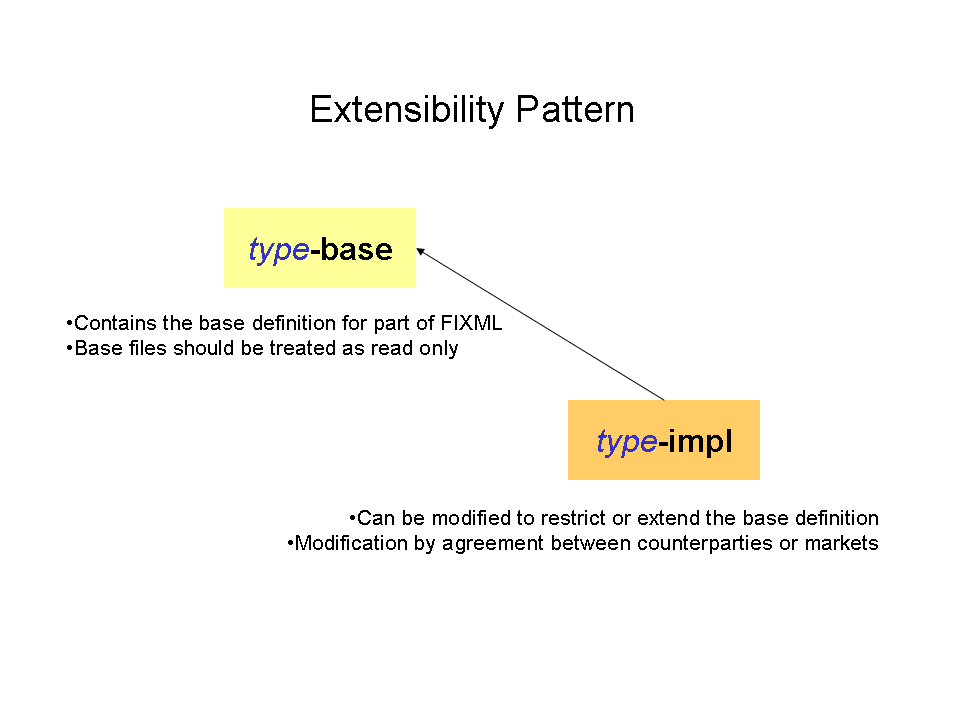 Extensibility Pattern
type-base
•Contains the base definition for part of FIXML
•Base files should be treated as read only
type-impl
•Can be modified to restrict or extend the base definition
•Modification by agreement between counterparties or markets